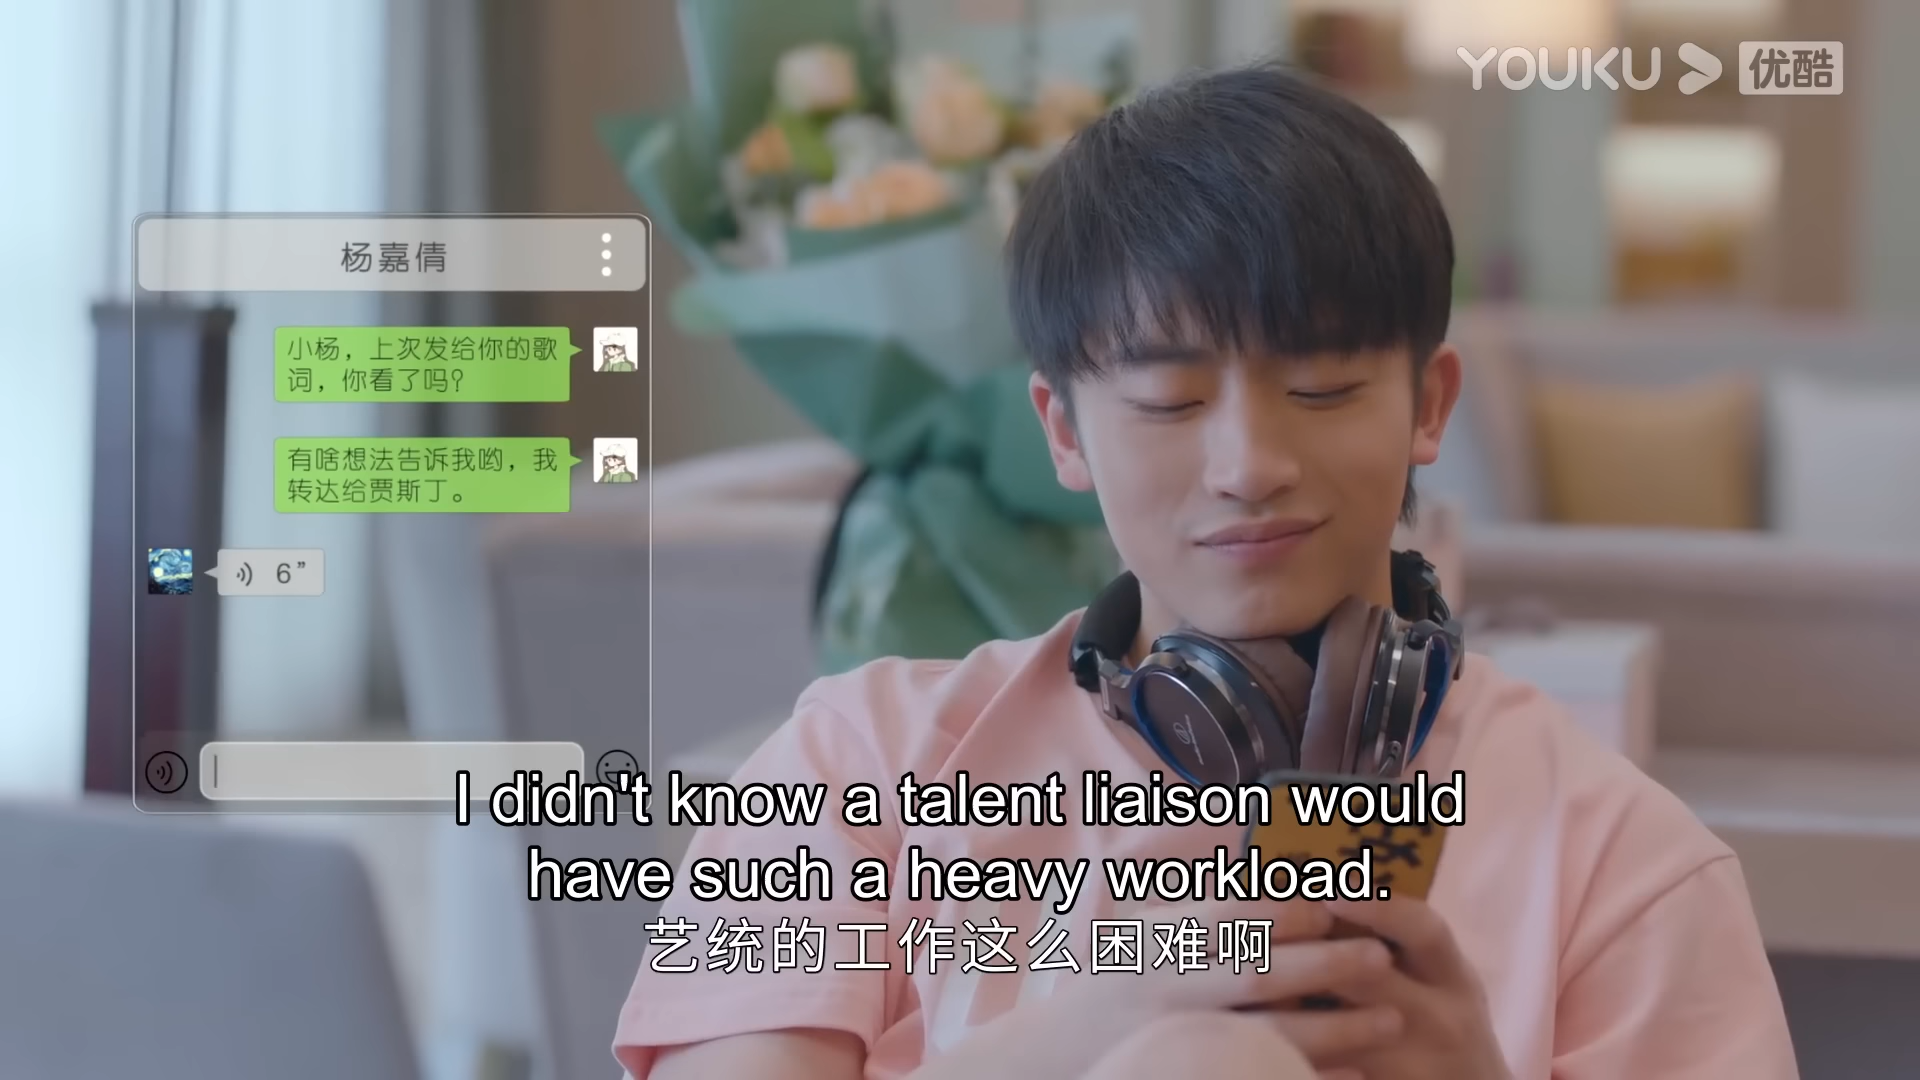 YOUKU 优酷
杨嘉倩
小杨，上次发给你的歌
词，你看了吗？
有啥想法告诉我哟，我
转达给贾斯丁。
6”
I didn't know a talent liaison would
have such a heavy workload.
艺统的工作这么困难啊